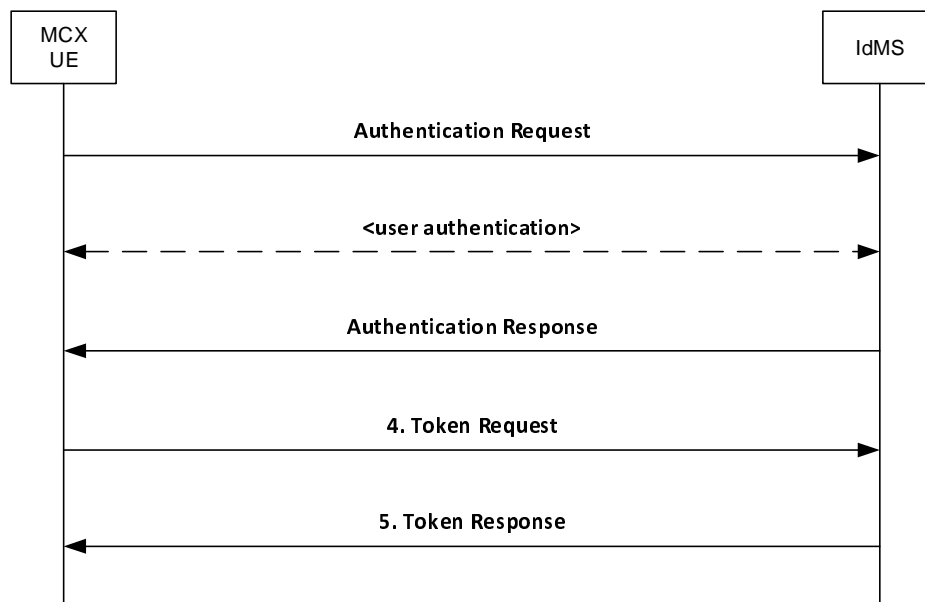 MCX
UE
IdMS
Authentication Request
<user authentication>
Authentication Response
4. Token Request
5. Token Response